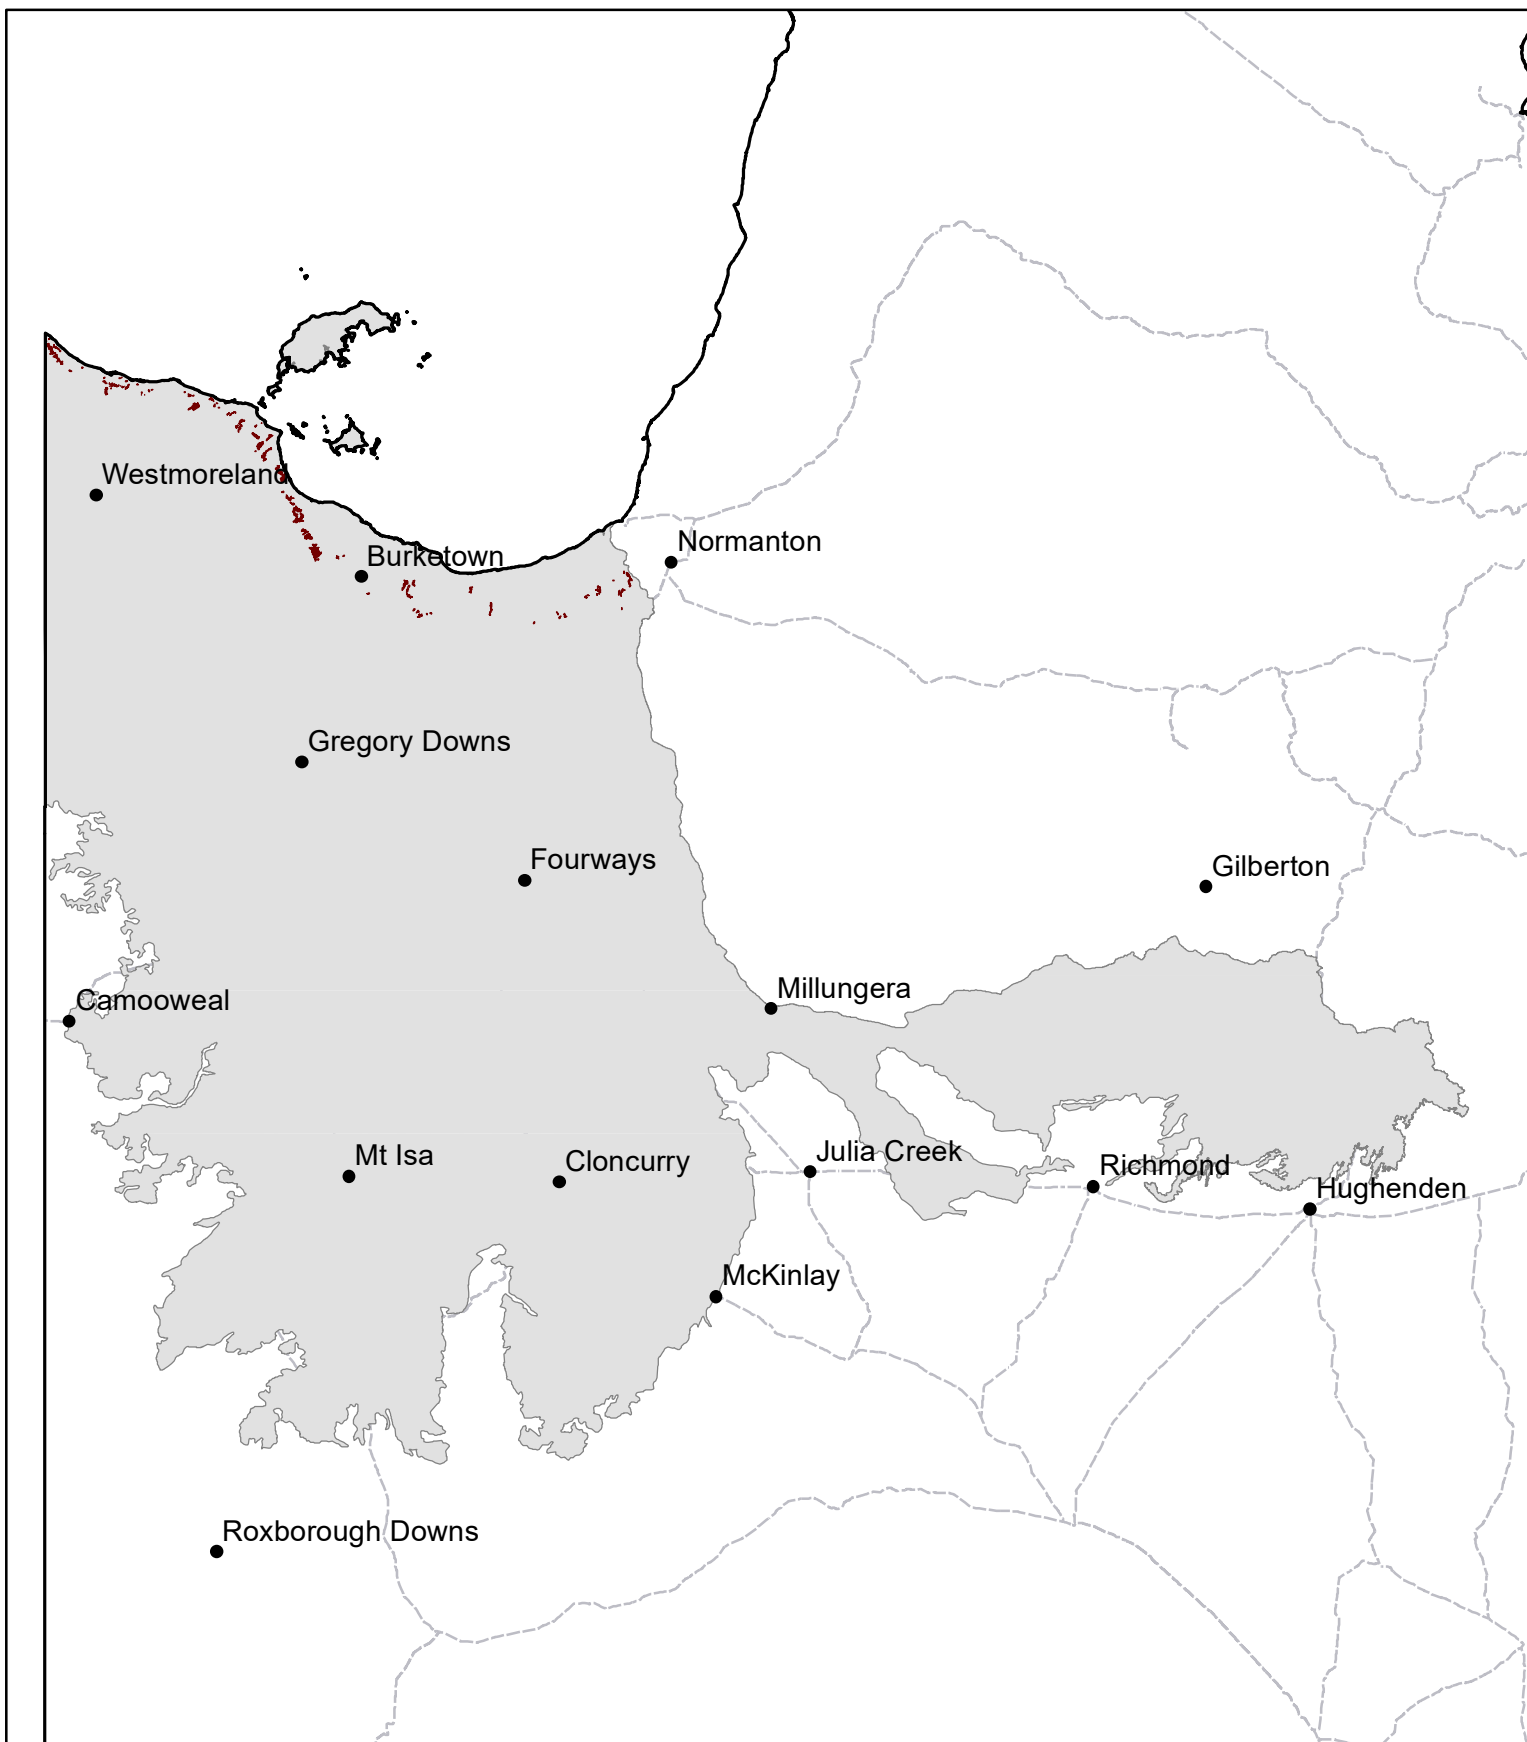 Westmoreland
Normanton
Burketown
Gregory Downs
Fourways
Gilberton
Millungera
Camooweal
Julia Creek
Mt Isa
Cloncurry
Richmond
Hughenden
McKinlay
Roxborough Downs